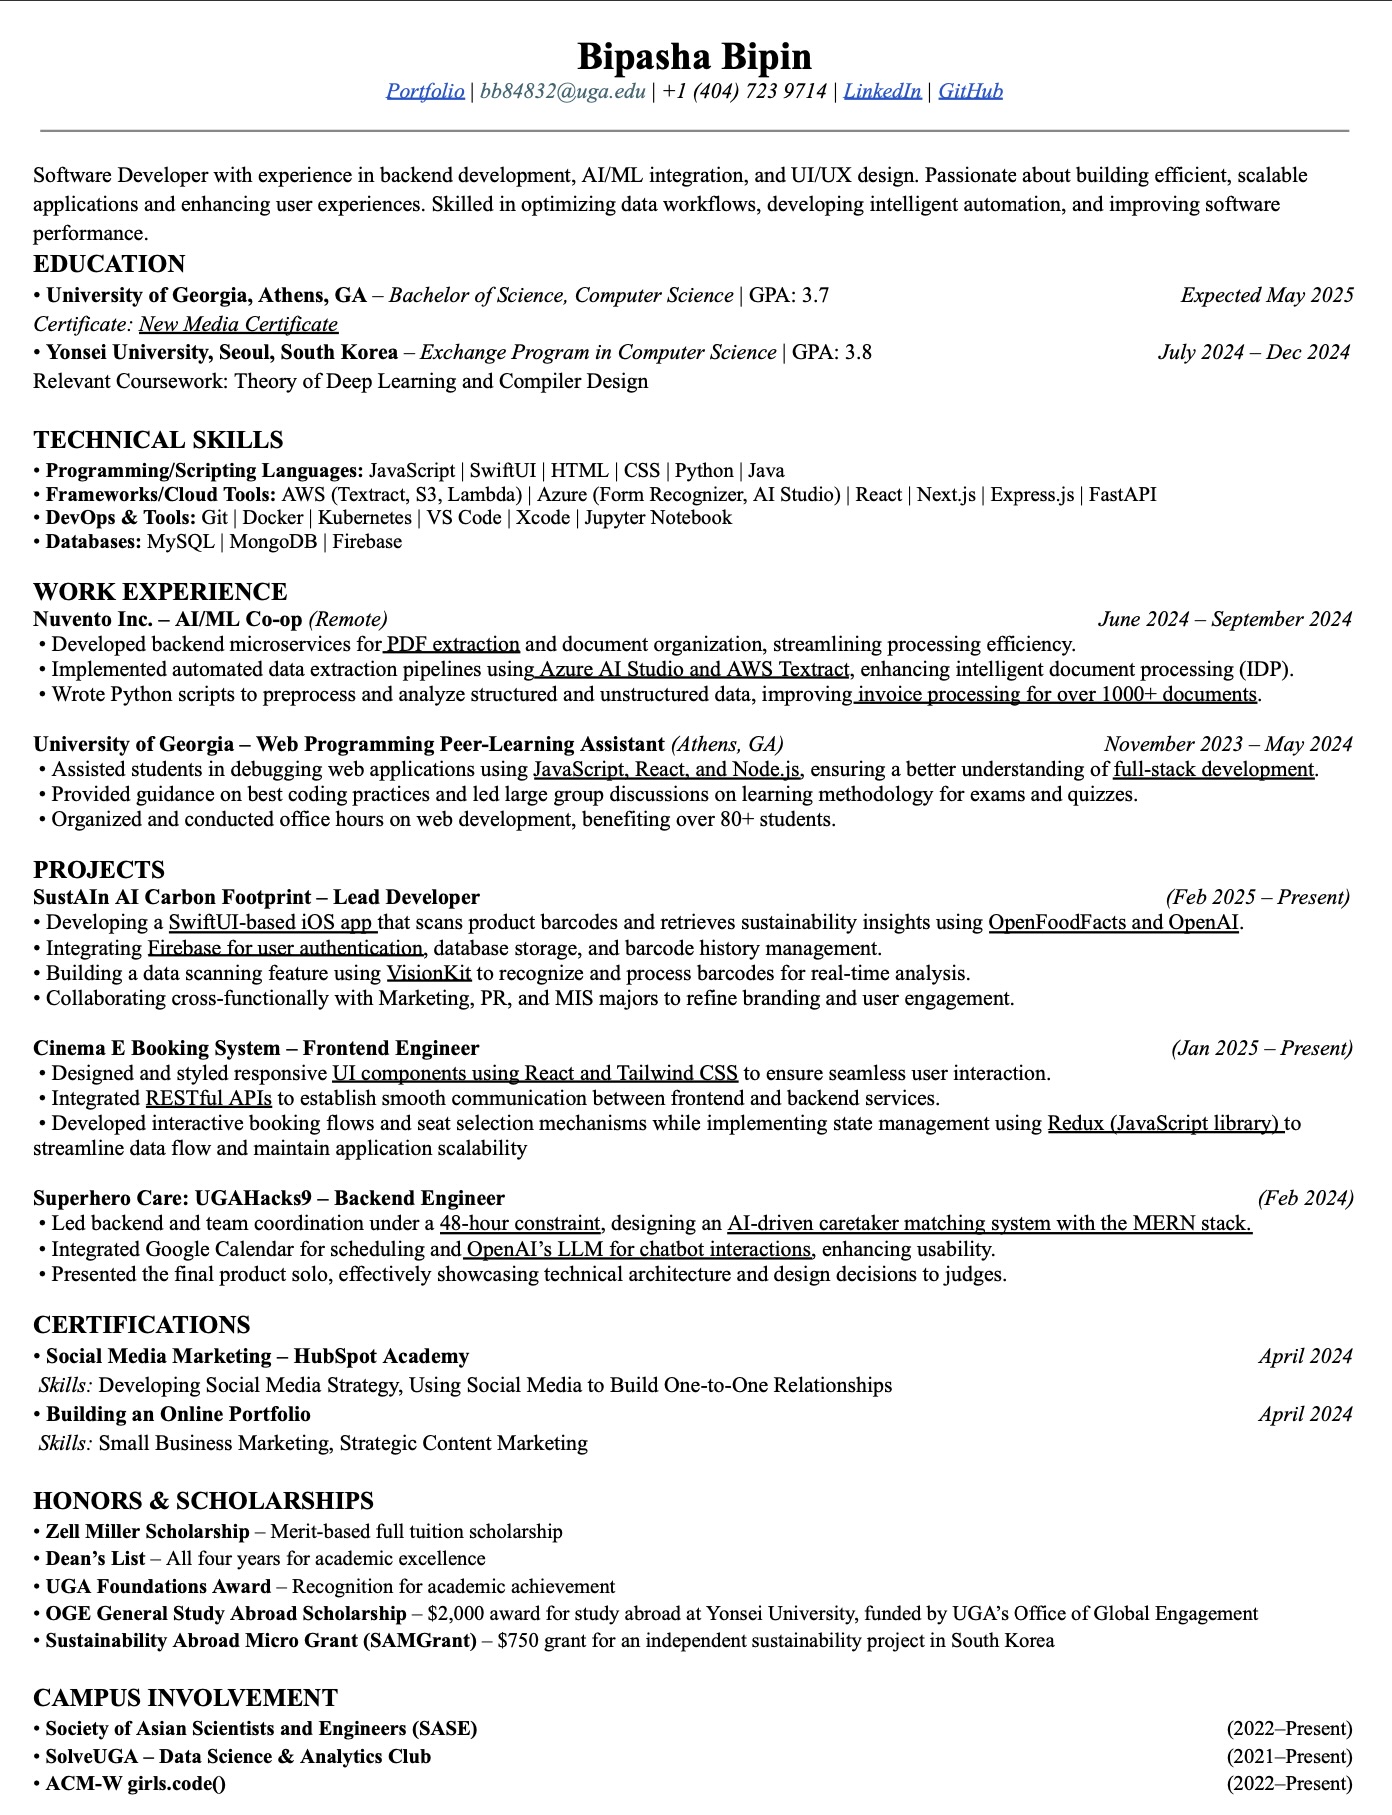 Bipasha Bipin
Portfolio | bb84832@uga.edu | +1 (404) 723 9714 | LinkedIn | GitHub
Software Developer with experience in backend development, AI/ML integration, and UI/UX design. Passionate about building efficient, scalable
applications and enhancing user experiences. Skilled in optimizing data workflows, developing intelligent automation, and improving software
performance.
EDUCATION
• University of Georgia, Athens, GA – Bachelor of Science, Computer Science | GPA: 3.7 Expected May 2025
Certificate: New Media Certificate
• Yonsei University, Seoul, South Korea – Exchange Program in Computer Science | GPA: 3.8 July 2024 – Dec 2024
Relevant Coursework: Theory of Deep Learning and Compiler Design
TECHNICAL SKILLS
• Programming/Scripting Languages: JavaScript | SwiftUI | HTML | CSS | Python | Java
• Frameworks/Cloud Tools: AWS (Textract, S3, Lambda) | Azure (Form Recognizer, AI Studio) | React | Next.js | Express.js | FastAPI
• DevOps & Tools: Git | Docker | Kubernetes | VS Code | Xcode | Jupyter Notebook
• Databases: MySQL | MongoDB | Firebase
WORK EXPERIENCE
Nuvento Inc. – AI/ML Co-op (Remote) June 2024 – September 2024
• Developed backend microservices for PDF extraction and document organization, streamlining processing efficiency.
• Implemented automated data extraction pipelines using Azure AI Studio and AWS Textract, enhancing intelligent document processing (IDP).
• Wrote Python scripts to preprocess and analyze structured and unstructured data, improving invoice processing for over 1000+ documents.
University of Georgia – Web Programming Peer-Learning Assistant (Athens, GA) November 2023 – May 2024
• Assisted students in debugging web applications using JavaScript, React, and Node.js, ensuring a better understanding of full-stack development.
• Provided guidance on best coding practices and led large group discussions on learning methodology for exams and quizzes.
• Organized and conducted office hours on web development, benefiting over 80+ students.
PROJECTS
SustAIn AI Carbon Footprint – Lead Developer (Feb 2025 – Present)
• Developing a SwiftUI-based iOS app that scans product barcodes and retrieves sustainability insights using OpenFoodFacts and OpenAI.
• Integrating Firebase for user authentication, database storage, and barcode history management.
• Building a data scanning feature using VisionKit to recognize and process barcodes for real-time analysis.
• Collaborating cross-functionally with Marketing, PR, and MIS majors to refine branding and user engagement.
Cinema E Booking System – Frontend Engineer (Jan 2025 – Present)
• Designed and styled responsive UI components using React and Tailwind CSS to ensure seamless user interaction.
• Integrated RESTful APIs to establish smooth communication between frontend and backend services.
• Developed interactive booking flows and seat selection mechanisms while implementing state management using Redux (JavaScript library) to
streamline data flow and maintain application scalability
Superhero Care: UGAHacks9 – Backend Engineer (Feb 2024)
• Led backend and team coordination under a 48-hour constraint, designing an AI-driven caretaker matching system with the MERN stack.
• Integrated Google Calendar for scheduling and OpenAI’s LLM for chatbot interactions, enhancing usability.
• Presented the final product solo, effectively showcasing technical architecture and design decisions to judges.
CERTIFICATIONS
• Social Media Marketing – HubSpot Academy April 2024
Skills: Developing Social Media Strategy, Using Social Media to Build One-to-One Relationships
• Building an Online Portfolio April 2024
Skills: Small Business Marketing, Strategic Content Marketing
HONORS & SCHOLARSHIPS
• Zell Miller Scholarship – Merit-based full tuition scholarship
• Dean’s List – All four years for academic excellence
• UGA Foundations Award – Recognition for academic achievement
• OGE General Study Abroad Scholarship – $2,000 award for study abroad at Yonsei University, funded by UGA’s Office of Global Engagement
• Sustainability Abroad Micro Grant (SAMGrant) – $750 grant for an independent sustainability project in South Korea
CAMPUS INVOLVEMENT
• Society of Asian Scientists and Engineers (SASE) (2022–Present)
• SolveUGA – Data Science & Analytics Club (2021–Present)
• ACM-W girls.code() (2022–Present)